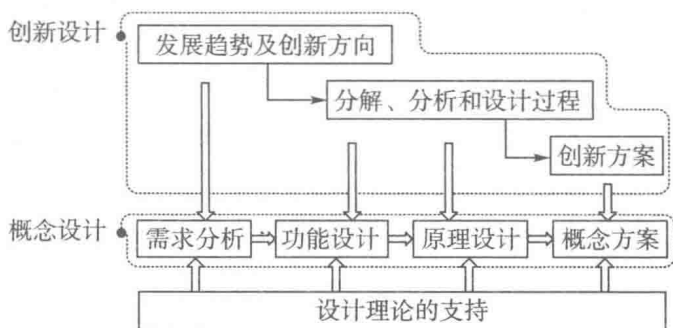 创新设计
发展趋势及创新方向
分解、分析和设计过程
创新方案
概念设计
需求分析
功能设计
原理设计
概念方案
设计理论的支持